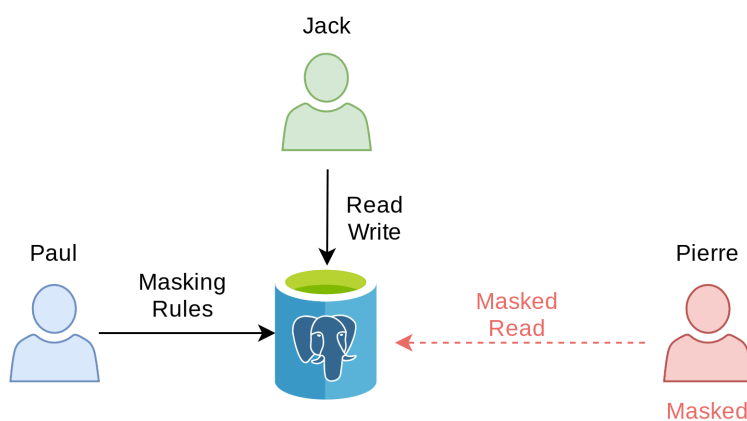 Jack
Read
Write
Paul
Masking
Rules
Pierre
Masked
Read
Masked